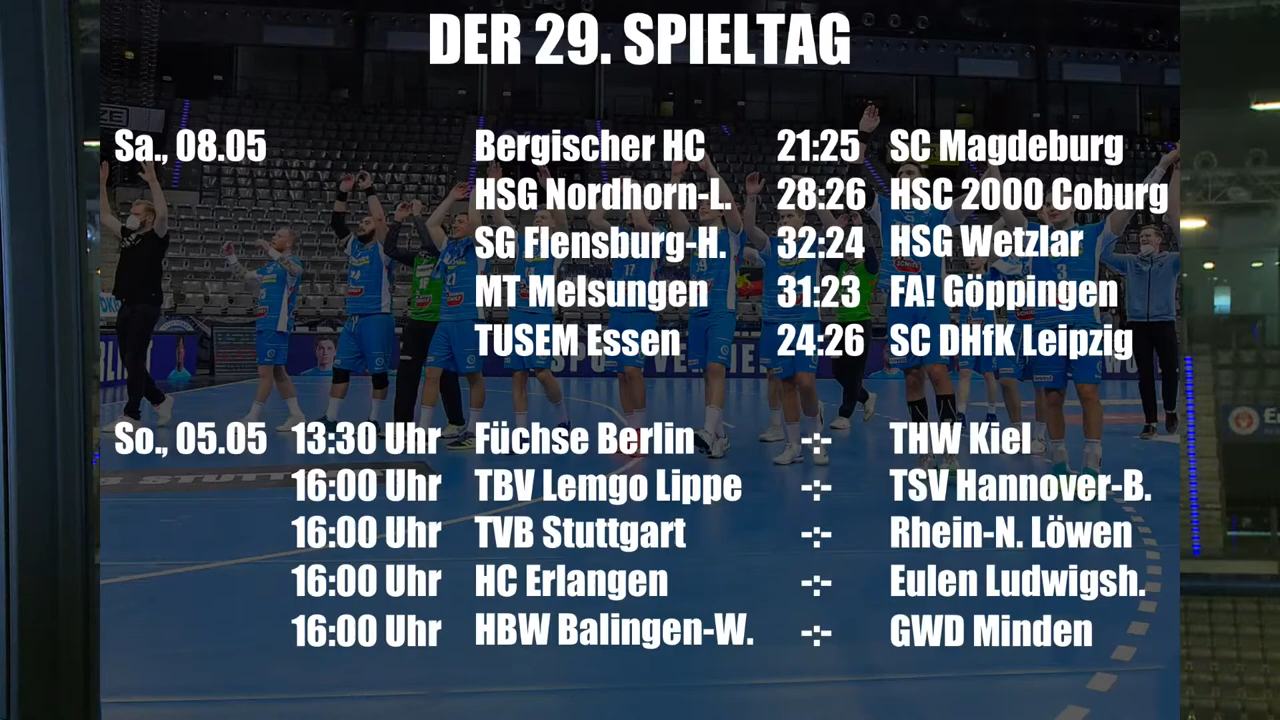 DER 29. SPIELTAG
Sa., 08.05 Bergischer HC 21:25 SC Magdeburg
HSG Nordhorn-L. 28:26 HSC 2000 Coburg
SG Flensburg-H. 32:24 HSG Wetzlar
MT Melsungen 31:23 FA! Göppingen
TUSEM Essen 24:26 SC DHfK Leipzig
So., 05.05 13:30 Uhr Füchse Berlin -:- THW Kiel
16:00 Uhr TBV Lemgo Lippe -:- TSV Hannover-B.
16:00 Uhr TVB Stuttgart -:- Rhein-N. Löwen
16:00 Uhr HC Erlangen -:- Eulen Ludwigsh.
16:00 Uhr HBW Balingen-W. -:- GWD Minden